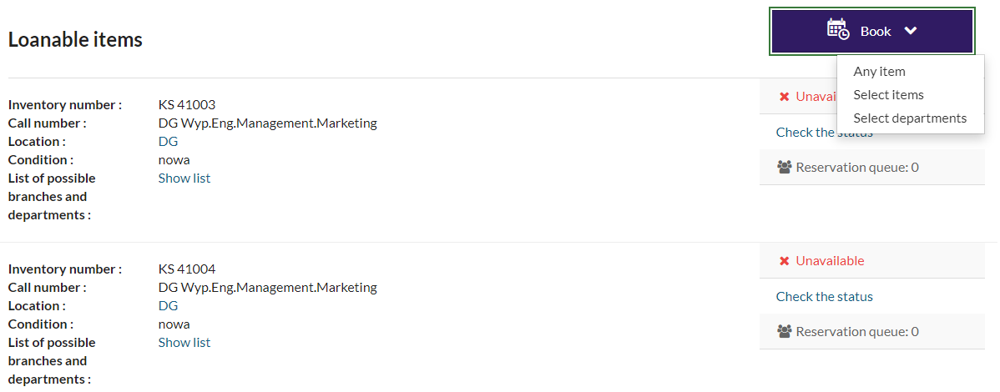 Loanable items
Book
Any item
Select items
Select departments
Inventory number : KS 41003
Call number : DG Wyp.Eng.Management.Marketing
Location : DG
Condition : nowa
List of possible branches and departments : Show list
Check the status
Reservation queue: 0
Inventory number : KS 41004
Call number : DG Wyp.Eng.Management.Marketing
Location : DG
Condition : nowa
List of possible branches and departments : Show list
Unavailable
Check the status
Reservation queue: 0